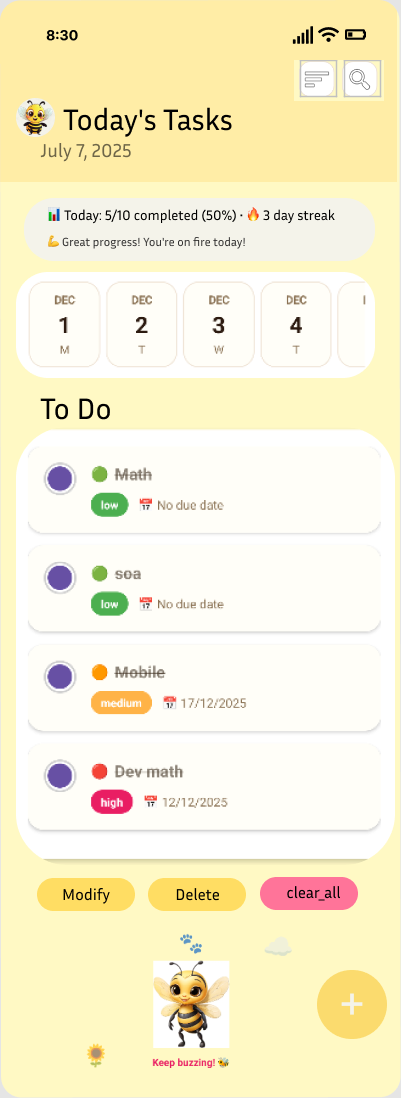 8:30
Today's Tasks
July 7, 2025
📊 Today: 5/10 completed (50%) · 🔥 3 day streak
💪 Great progress! You're on fire today!
DEC DEC DEC DEC
1 2 3 4
M T W T
To Do
Math
low 📅 No due date
soa
low 📅 No due date
Mobile
medium 📅 17/12/2025
Dev math
high 📅 12/12/2025
Modify Delete clear_all
+
Keep buzzing! 🐝